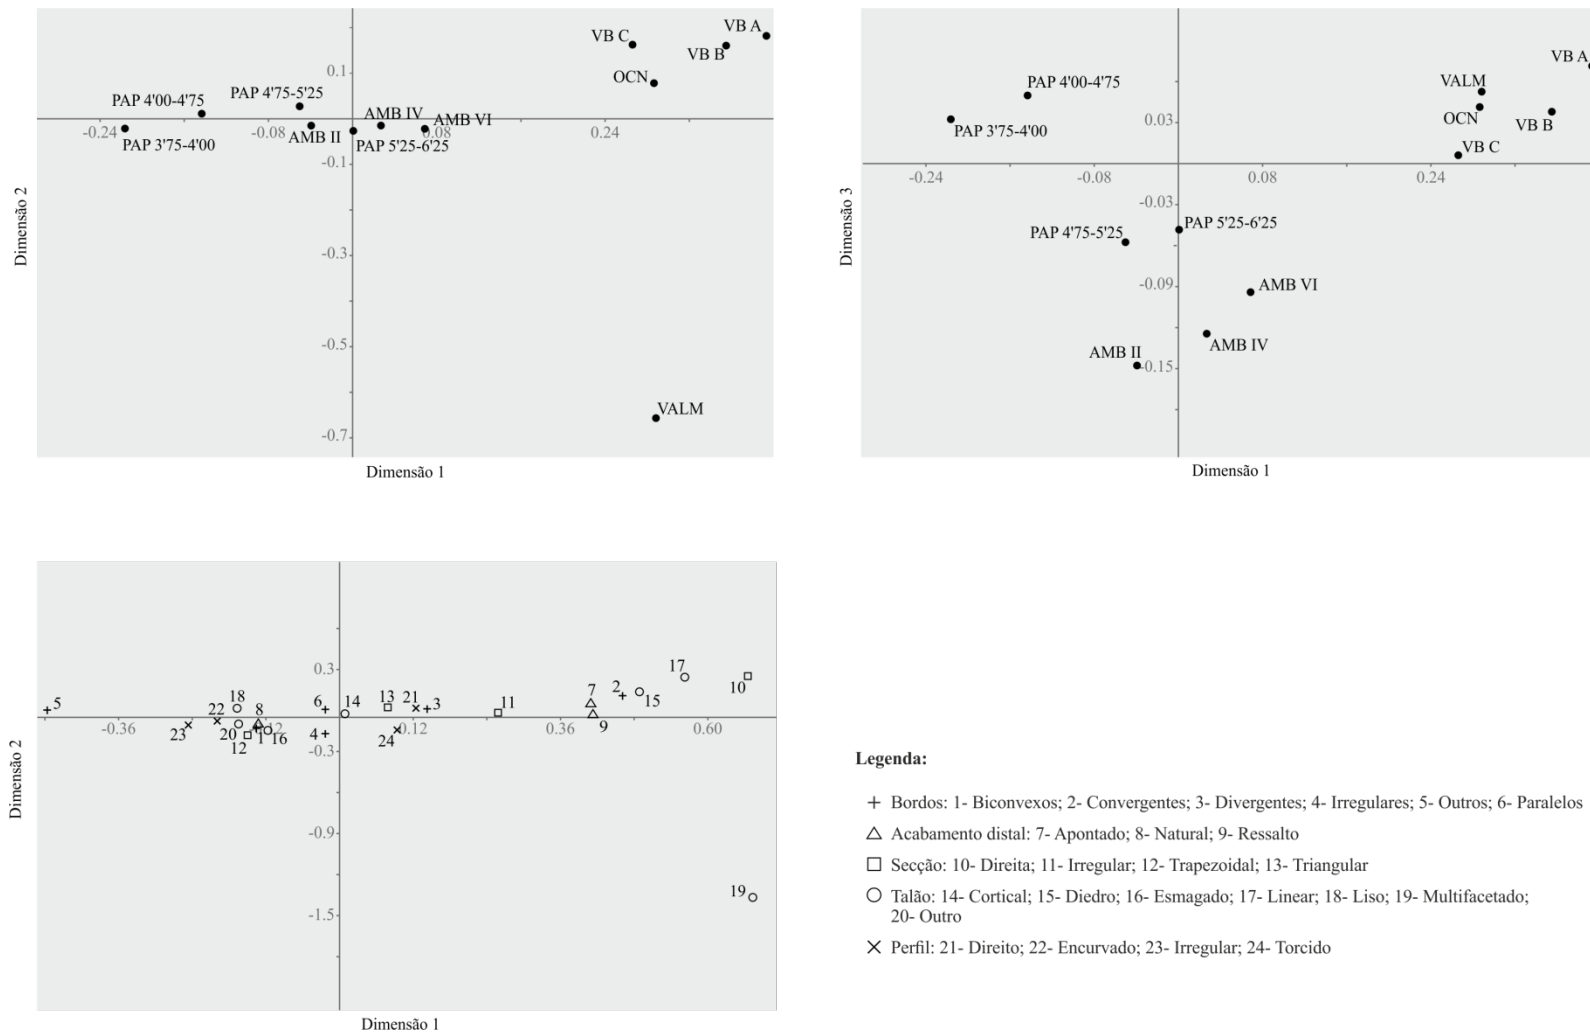 VB A
VB C
VB B
OCN
0.1
PAP 4'00-4'75
PAP 4'75-5'25
AMB IV
AMB VI
-0.24
-0.08
0.08
0.24
PAP 3'75-4'00
AMB II
PAP 5'25-6'25
-0.1
-0.3
-0.5
VALM
-0.7
Dimensão 2
Dimensão 1
VB A
PAP 4'00-4'75
VALM
OCN
VB B
0.03
PAP 3'75-4'00
VB C
-0.24
-0.08
0.08
0.24
-0.03
PAP 4'75-5'25
PAP 5'25-6'25
-0.09
AMB VI
AMB IV
AMB II
-0.15
Dimensão 3
Dimensão 1
0.3
17
10
5
18
6
14
13
21
3
11
7
2
15
22
8
-0.36
-0.12
0.12
0.36
0.60
23
20
1
16
4
24
9
12
-0.3
-0.9
19
-1.5
Dimensão 2
Dimensão 1
Legenda:
+ Bordos: 1- Biconvexos; 2- Convergentes; 3- Divergentes; 4- Irregulares; 5- Outros; 6- Paralelos
△ Acabamento distal: 7- Apontado; 8- Natural; 9- Ressalto
□ Secção: 10- Direita; 11- Irregular; 12- Trapezoidal; 13- Triangular
○ Talão: 14- Cortical; 15- Diedro; 16- Esmagado; 17- Linear; 18- Liso; 19- Multifacetado;
20- Outro
× Perfil: 21- Direito; 22- Encurvado; 23- Irregular; 24- Torcido